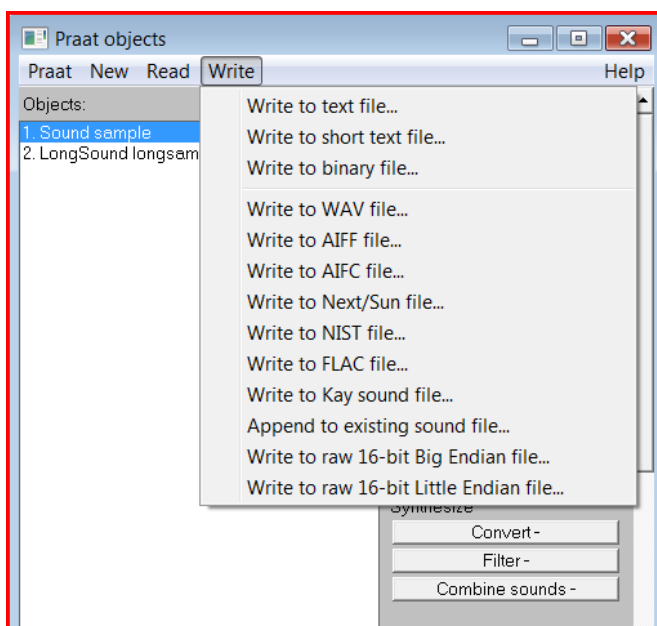 Praat objects
Praat New Read Write Help
Objects:
1. Sound sample
2. LongSound longsam
Write to text file...
Write to short text file...
Write to binary file...
Write to WAV file...
Write to AIFF file...
Write to AIFC file...
Write to Next/Sun file...
Write to NIST file...
Write to FLAC file...
Write to Kay sound file...
Append to existing sound file...
Write to raw 16-bit Big Endian file...
Write to raw 16-bit Little Endian file...
Synthesize
Convert -
Filter -
Combine sounds -